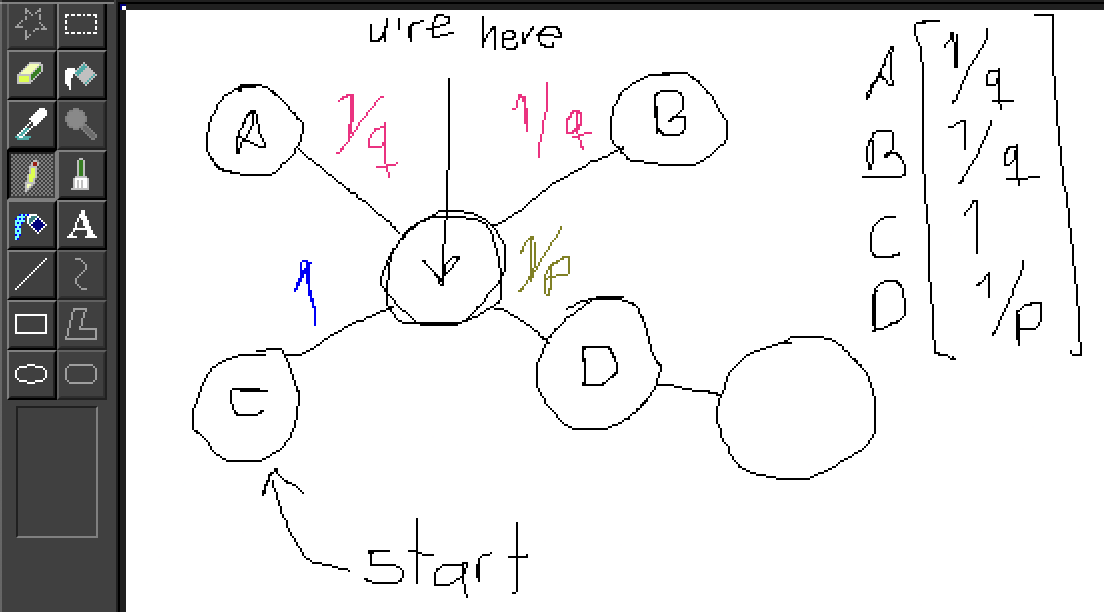 u're here
A
1/q
1/q
B
1
1/p
C
D
start
A 1/q
B 1/q
C 1
D 1/p
A